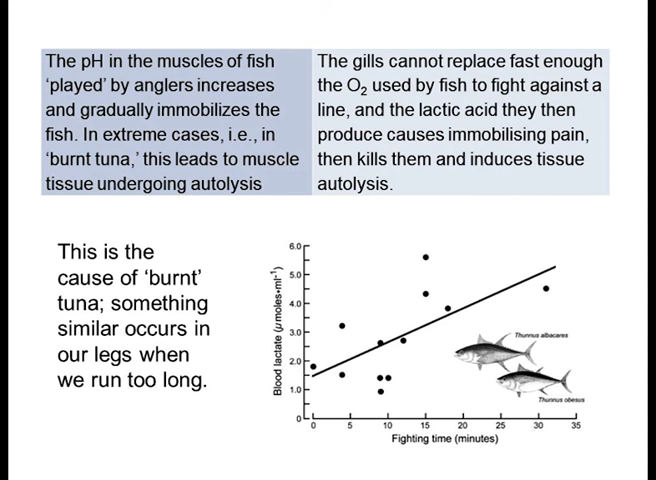 The pH in the muscles of fish
‘played’ by anglers increases
and gradually immobilizes the
fish. In extreme cases, i.e., in
‘burnt tuna,’ this leads to muscle
tissue undergoing autolysis
The gills cannot replace fast enough
the O₂ used by fish to fight against a
line, and the lactic acid they then
produce causes immobilising pain,
then kills them and induces tissue
autolysis.
This is the
cause of ‘burnt’
tuna; something
similar occurs in
our legs when
we run too long.
Blood lactate (μmoles•ml⁻¹)
6.0
5.0
4.0
3.0
2.0
1.0
0
Thunnus albacares
Thunnus obesus
0 5 10 15 20 25 30 35
Fighting time (minutes)